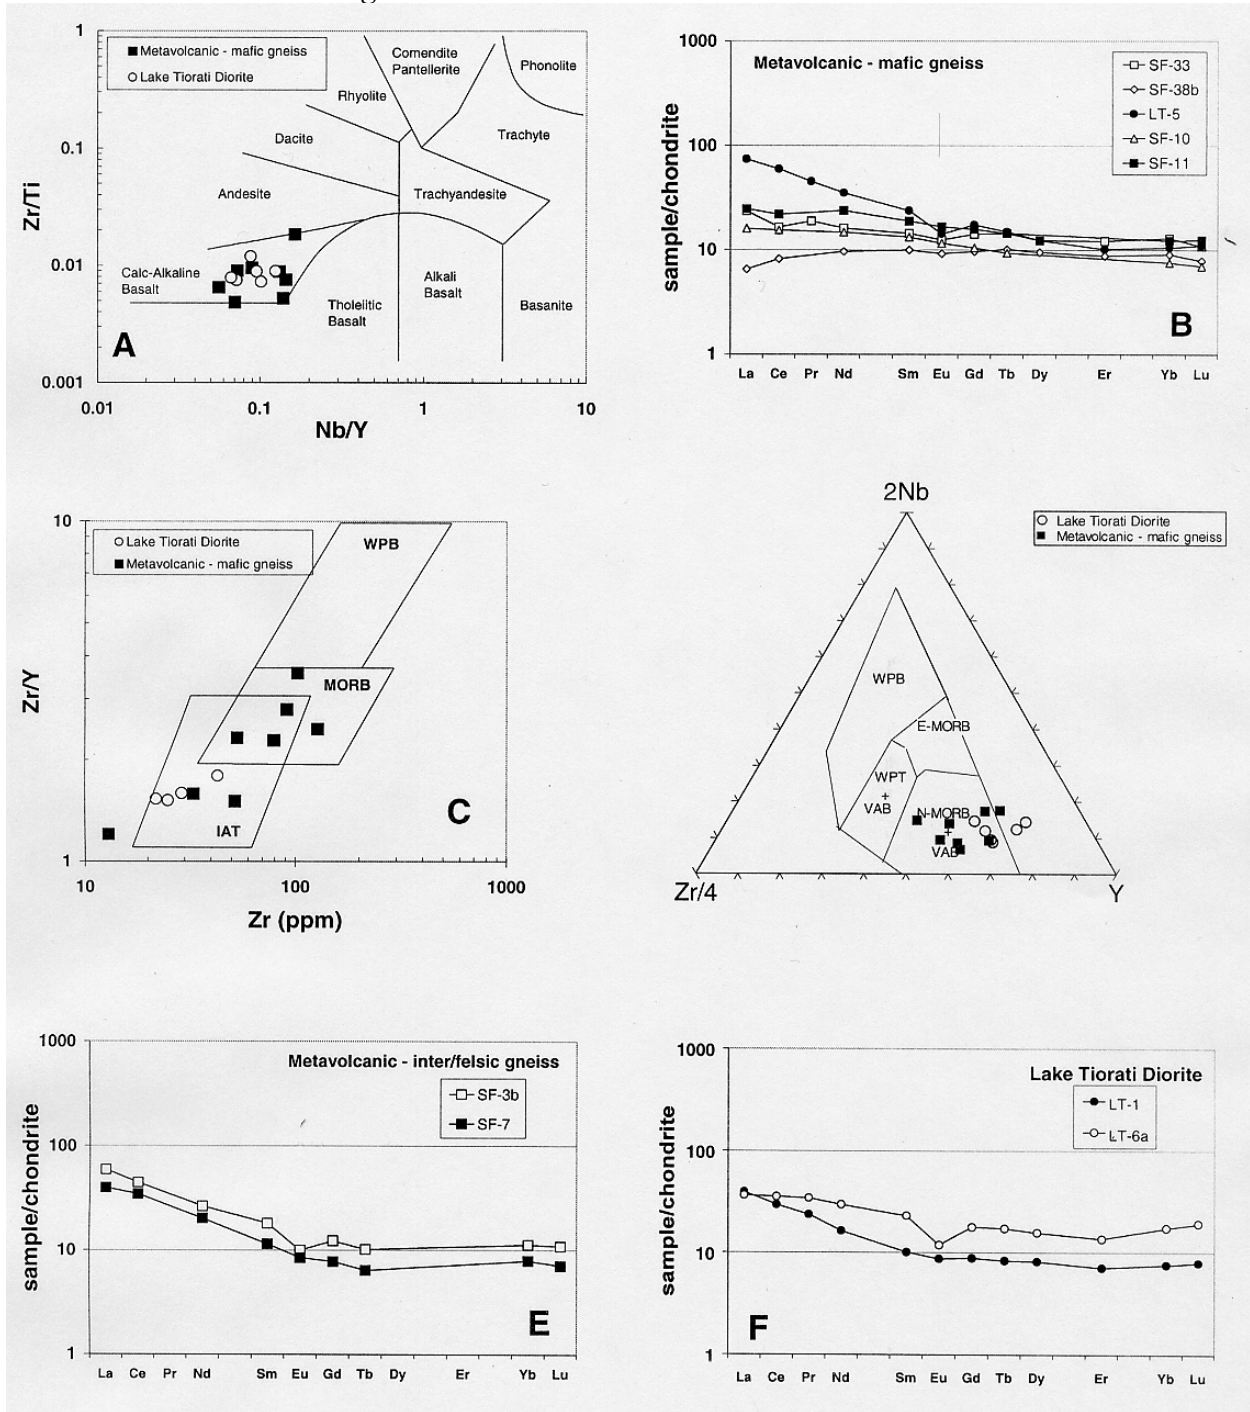 1
Metavolcanic - mafic gneiss
Lake Tiorati Diorite
Comendite
Pantellerite
Phonolite
Rhyolite
Dacite
Trachyte
0.1
Zr/Ti
Andesite
Trachyandesite
0.01
Calc-Alkaline
Basalt
Alkali
Basalt
Tholeiitic
Basalt
Basanite
A
0.001
0.01
0.1
1
10
Nb/Y
1000
Metavolcanic - mafic gneiss
SF-33
SF-38b
LT-5
SF-10
SF-11
100
sample/chondrite
10
B
1
La Ce Pr Nd Sm Eu Gd Tb Dy Er Yb Lu
10
Lake Tiorati Diorite
Metavolcanic - mafic gneiss
WPB
Zr/Y
MORB
IAT
C
1
10
100
1000
Zr (ppm)
2Nb
Lake Tiorati Diorite
Metavolcanic - mafic gneiss
WPB
E-MORB
WPT
VAB
N-MORB
VAB
Zr/4
Y
1000
Metavolcanic - inter/felsic gneiss
SF-3b
SF-7
100
sample/chondrite
10
E
1
La Ce Pr Nd Sm Eu Gd Tb Dy Er Yb Lu
1000
Lake Tiorati Diorite
LT-1
LT-6a
100
sample/chondrite
10
F
1
La Ce Pr Nd Sm Eu Gd Tb Dy Er Yb Lu